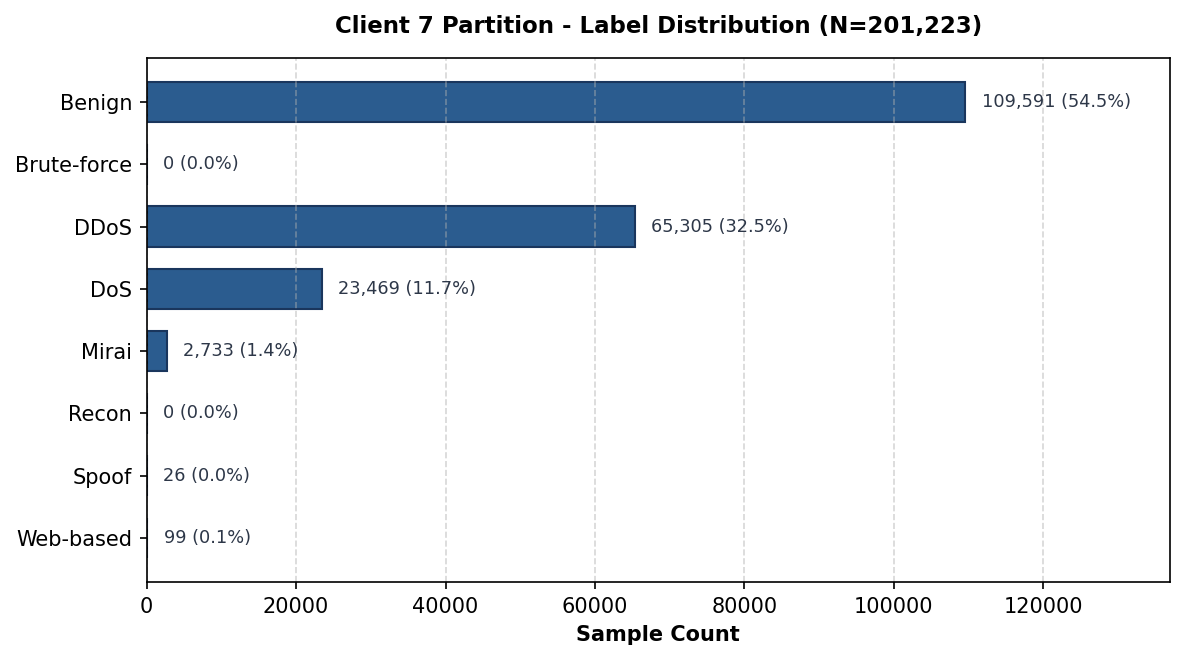 Client 7 Partition - Label Distribution (N=201,223)
Benign 109,591 (54.5%)
Brute-force 0 (0.0%)
DDoS 65,305 (32.5%)
DoS 23,469 (11.7%)
Mirai 2,733 (1.4%)
Recon 0 (0.0%)
Spoof 26 (0.0%)
Web-based 99 (0.1%)
0 20000 40000 60000 80000 100000 120000
Sample Count